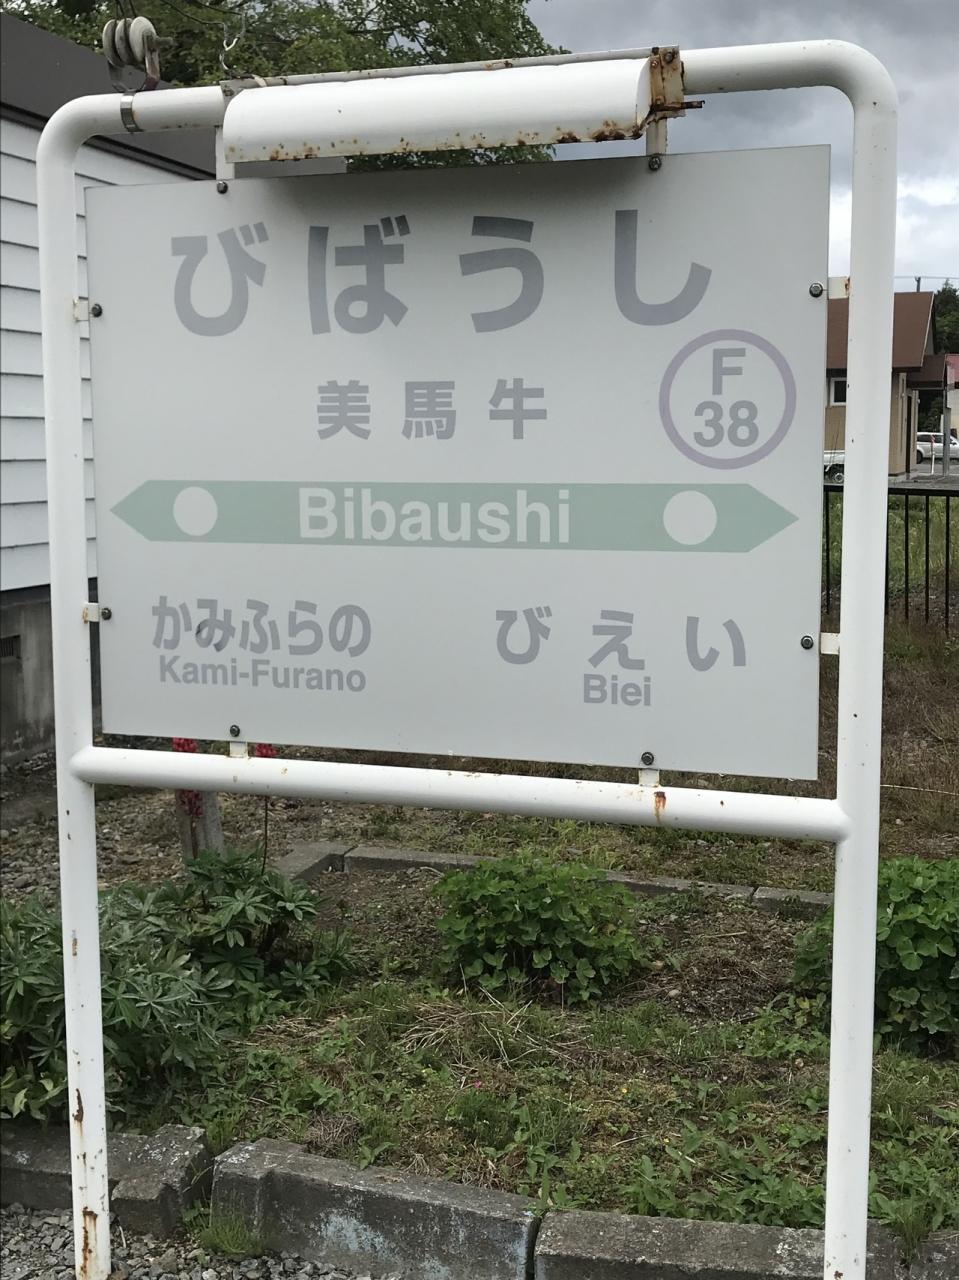 びばうし
美馬牛
F
38
Bibaushi
かみふらの
Kami-Furano
びえい
Biei